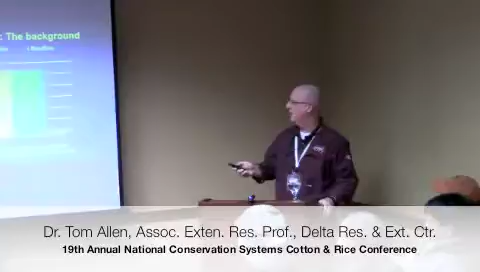 : The background
Dr. Tom Allen, Assoc. Exten. Res. Prof., Delta Res. & Ext. Ctr.
19th Annual National Conservation Systems Cotton & Rice Conference